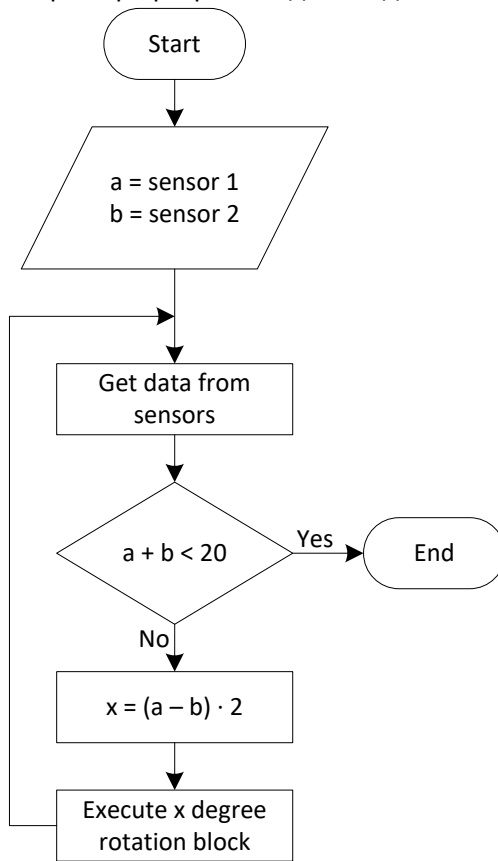 Start
a = sensor 1
b = sensor 2
Get data from
sensors
a + b < 20
Yes
End
No
x = (a – b) · 2
Execute x degree
rotation block